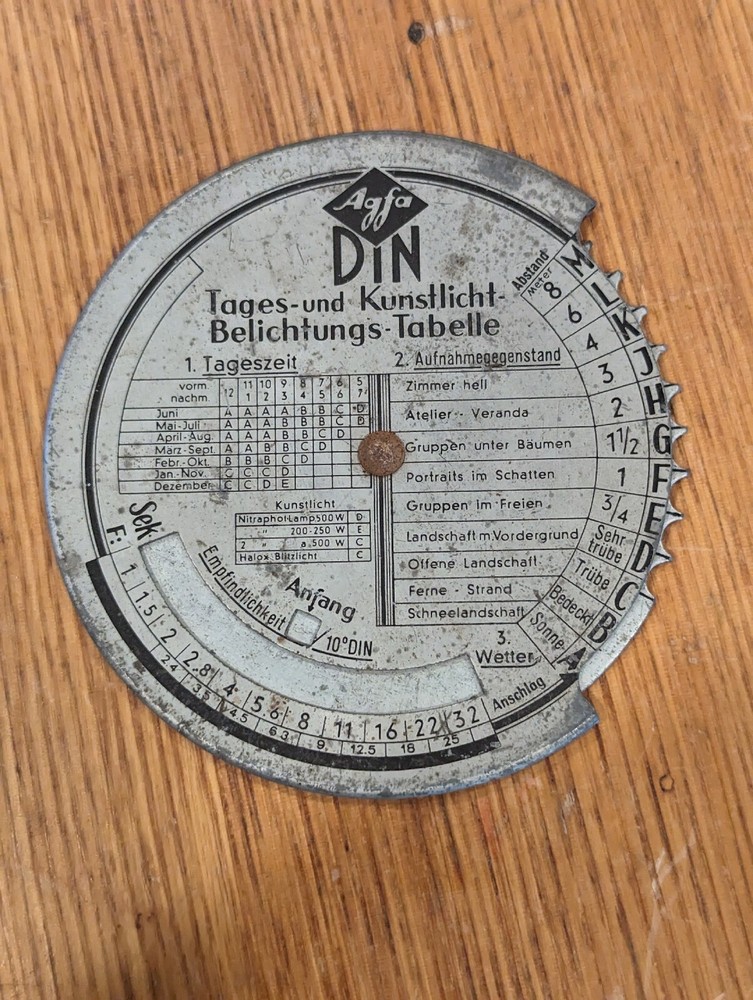 Agfa
DIN
Tages-und Kunstlicht-
Belichtungs-Tabelle
1. Tageszeit
vorm. 12 11 10 9 8 7 6 5
nachm. 1 2 3 4 5 6 7
Juni A A A A B B C D
Mai-Juli A A A B B B C D
April-Aug. A A A B B C D
März-Sept. A A B B C D
Febr.-Okt. B B B C D
Jan.-Nov. C C C D
Dezember C C D E
Kunstlicht
Nitraphot-Lamp500 W D
" 200-250 W E
2 " a.500 W C
Halox Blitzlicht C
2. Aufnahmegegenstand
Zimmer hell
Atelier - Veranda
Gruppen unter Bäumen
Portraits im Schatten
Gruppen im Freien
Landschaft m.Vordergrund
Offene Landschaft
Ferne - Strand
Schneelandschaft
3.
Wetter
Abstand
Meter
8 M
6 L
4 K
3 J
2 H
1 1/2 G
1 F
3/4 E
Sehr
trübe D
Trübe C
Bedeckt B
Sonne A
Anschlag
Anfang
Empfindlichkeit
10°DIN
Sek.
F: 1 1.5 2 2.8 4 5.6 8 11 16 22 32
2.4 3.5 4.5 6.3 9 12.5 18 25